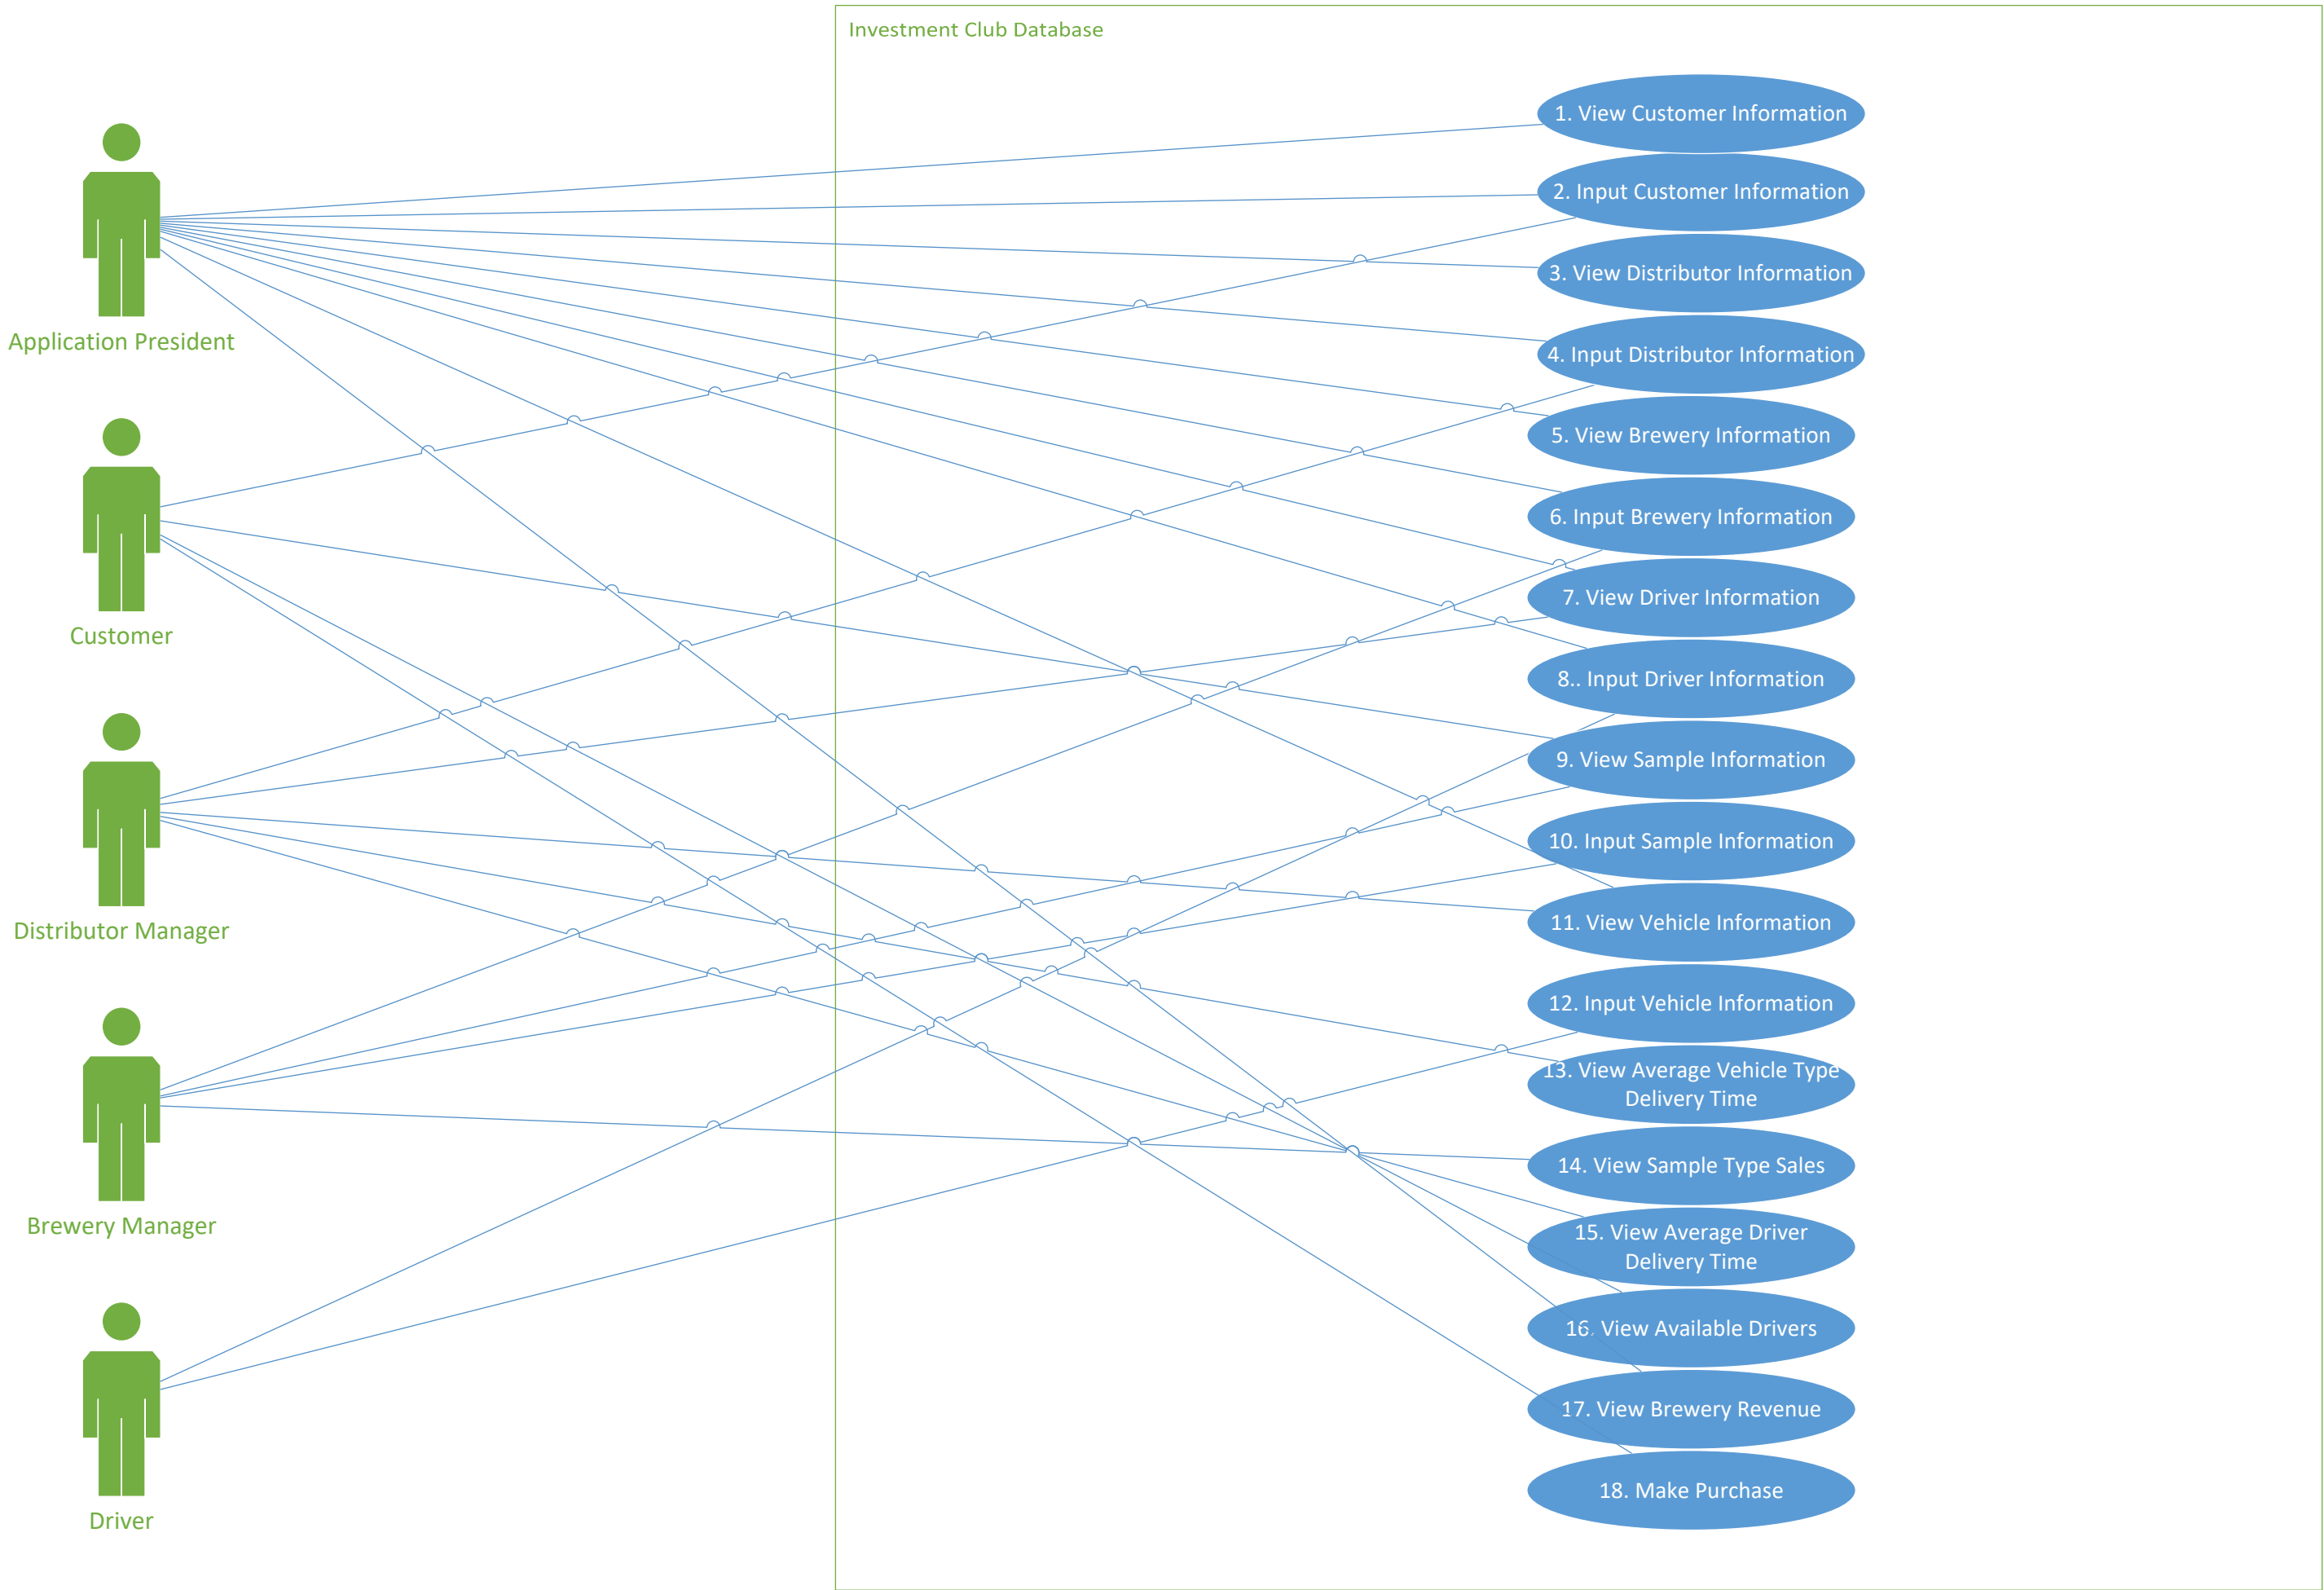 Investment Club Database
Application President
Customer
Distributor Manager
Brewery Manager
Driver
1. View Customer Information
2. Input Customer Information
3. View Distributor Information
4. Input Distributor Information
5. View Brewery Information
6. Input Brewery Information
7. View Driver Information
8.. Input Driver Information
9. View Sample Information
10. Input Sample Information
11. View Vehicle Information
12. Input Vehicle Information
13. View Average Vehicle Type
Delivery Time
14. View Sample Type Sales
15. View Average Driver
Delivery Time
16. View Available Drivers
17. View Brewery Revenue
18. Make Purchase